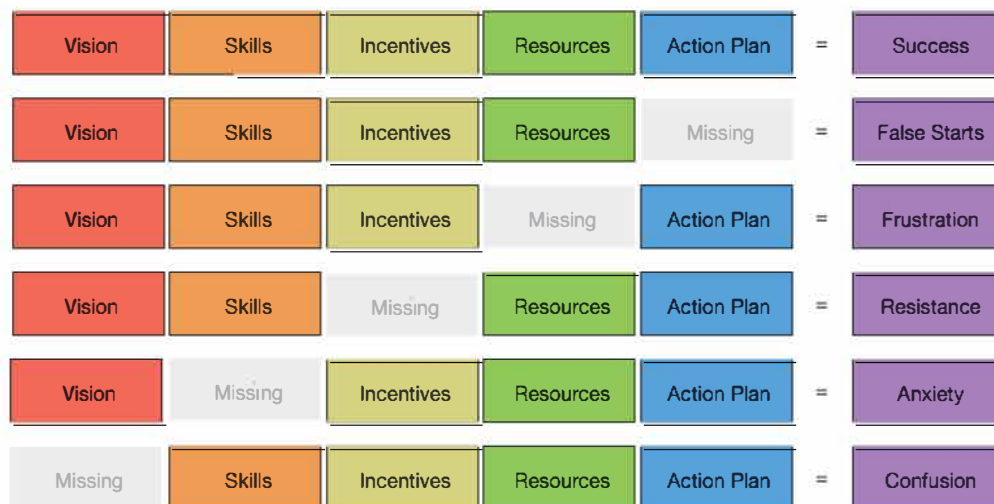 Vision Skills Incentives Resources Action Plan = Success
Vision Skills Incentives Resources Missing = False Starts
Vision Skills Incentives Missing Action Plan = Frustration
Vision Skills Missing Resources Action Plan = Resistance
Vision Missing Incentives Resources Action Plan = Anxiety
Missing Skills Incentives Resources Action Plan = Confusion